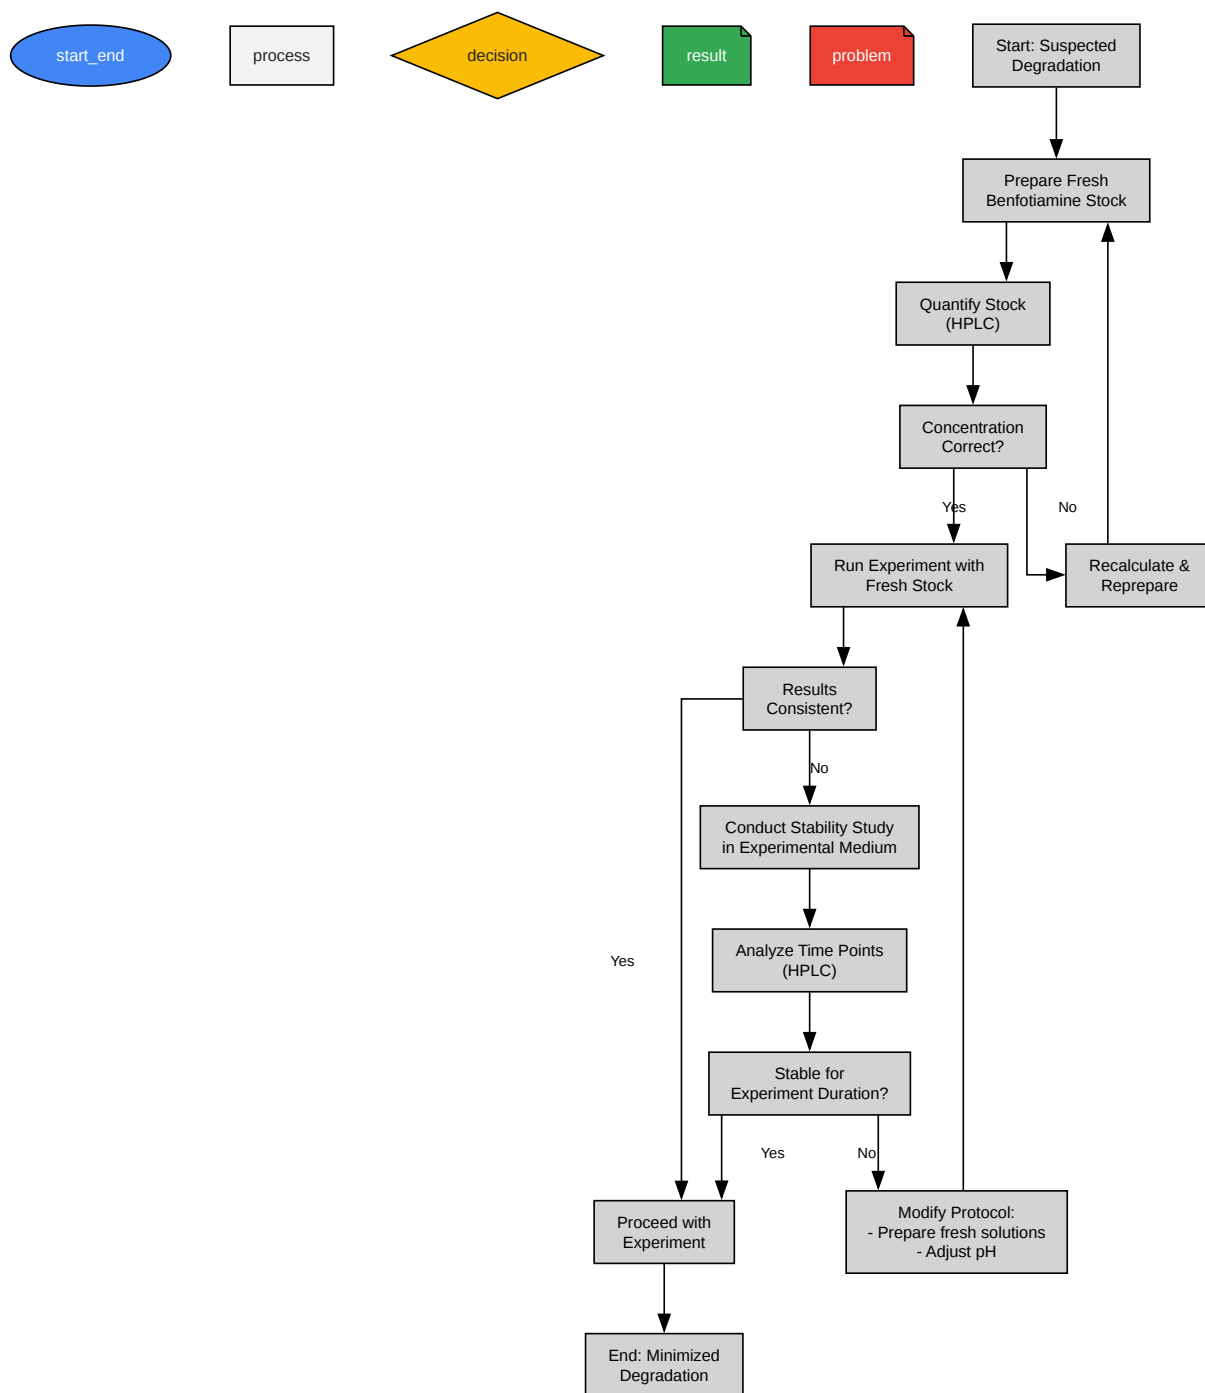 start_end
process
decision
result
problem
Start: Suspected
Degradation
Prepare Fresh
Benfotiamine Stock
Quantify Stock
(HPLC)
Concentration
Correct?
Yes
No
Run Experiment with
Fresh Stock
Recalculate &
Reprepare
Results
Consistent?
No
Conduct Stability Study
in Experimental Medium
Analyze Time Points
(HPLC)
Yes
Stable for
Experiment Duration?
Yes
No
Proceed with
Experiment
Modify Protocol:
- Prepare fresh solutions
- Adjust pH
End: Minimized
Degradation